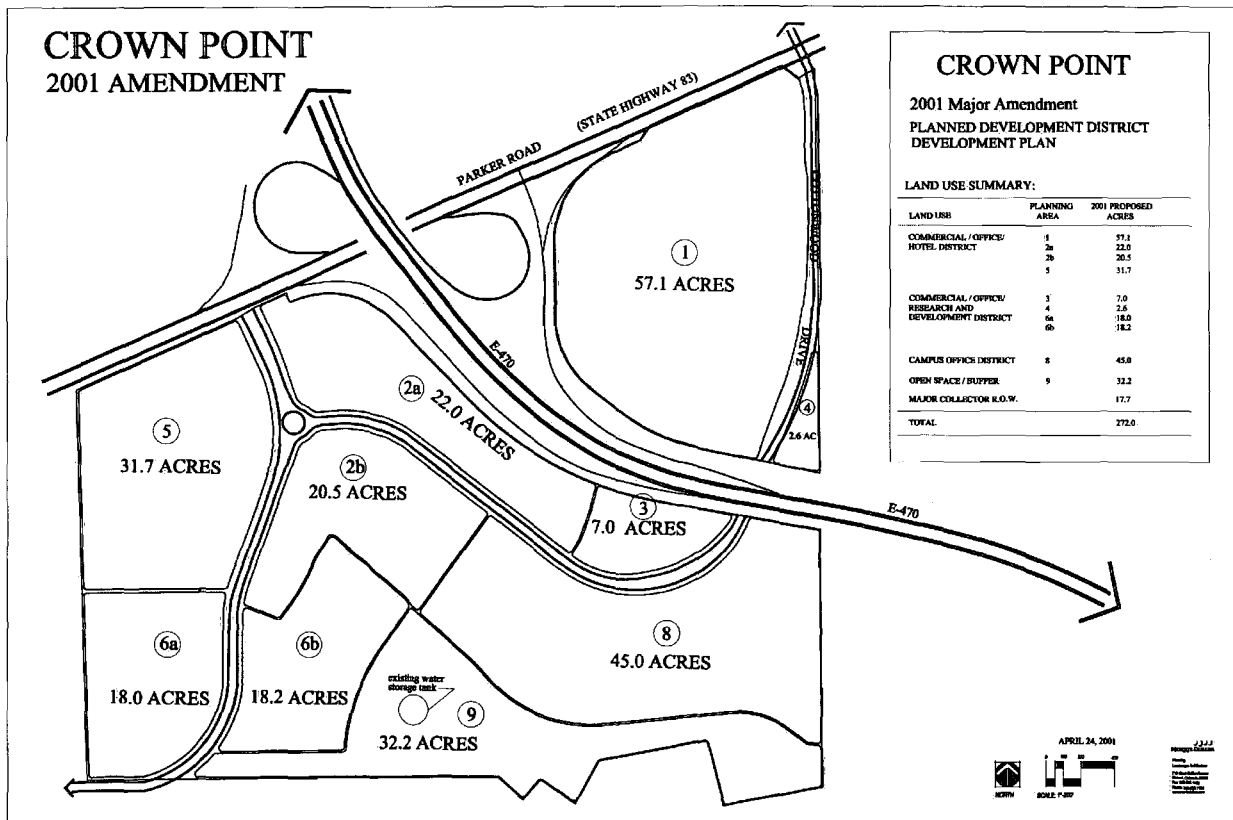 CROWN POINT
2001 AMENDMENT
PARKER ROAD
(STATE HIGHWAY 83)
DRIVE
E-470
1
57.1 ACRES
2a
22.0 ACRES
4
2.6 AC
5
31.7 ACRES
2b
20.5 ACRES
3
7.0 ACRES
E-470
6a
18.0 ACRES
6b
18.2 ACRES
8
45.0 ACRES
existing water
storage tank
9
32.2 ACRES
CROWN POINT
2001 Major Amendment
PLANNED DEVELOPMENT DISTRICT
DEVELOPMENT PLAN
LAND USE SUMMARY:
LAND USE PLANNING AREA 2001 PROPOSED ACRES
COMMERCIAL / OFFICE/ 1 57.1
HOTEL DISTRICT 2a 22.0
2b 20.5
5 31.7
COMMERCIAL / OFFICE/ 3 7.0
RESEARCH AND 4 2.6
DEVELOPMENT DISTRICT 6a 18.0
6b 18.2
CAMPUS OFFICE DISTRICT 8 45.0
OPEN SPACE / BUFFER 9 32.2
MAJOR COLLECTOR R.O.W. 17.7
TOTAL 272.0
APRIL 24, 2001
NORTH